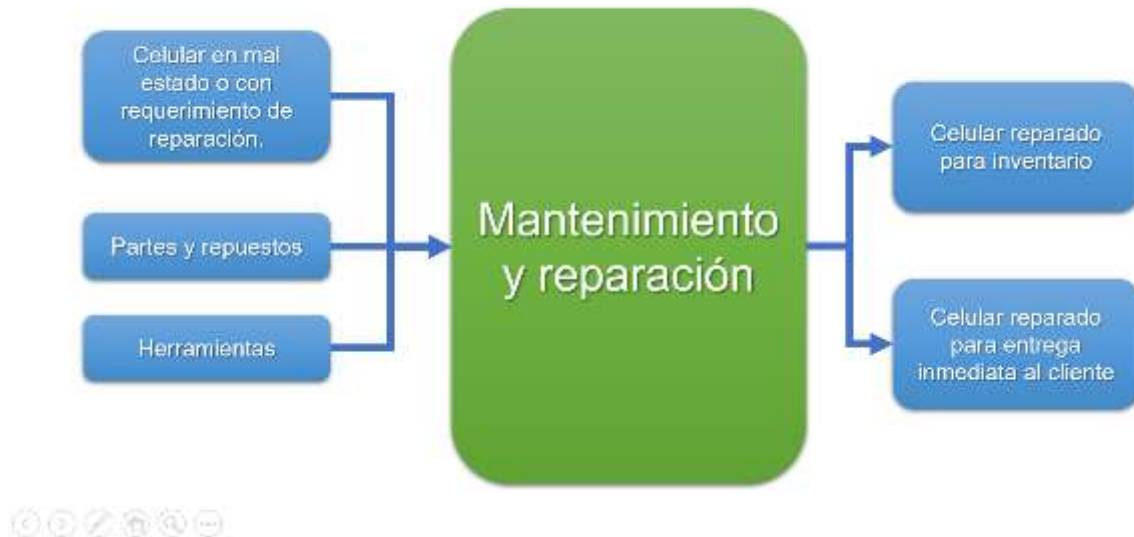 Celular en mal
estado o con
requerimiento de
reparación.
Partes y repuestos
Herramientas
Mantenimiento
y reparación
Celular reparado
para inventario
Celular reparado
para entrega
inmediata al cliente